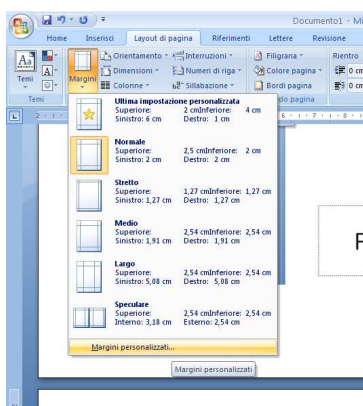 Documento1 - Mi
Home Inserisci Layout di pagina Riferimenti Lettere Revisione
Temi Margini Orientamento Interruzioni Filigrana Rientro
Dimensioni Numeri di riga Colore pagina 0 cm
Colonne Sillabazione Bordi pagina 0 cm
Temi do pagina
2 6 7 8
Ultima impostazione personalizzata
Superiore: 2 cm Inferiore: 4 cm
Sinistro: 6 cm Destro: 1 cm
Normale
Superiore: 2,5 cm Inferiore: 2 cm
Sinistro: 2 cm Destro: 2 cm
Stretto
Superiore: 1,27 cm Inferiore: 1,27 cm
Sinistro: 1,27 cm Destro: 1,27 cm
Medio
Superiore: 2,54 cm Inferiore: 2,54 cm
Sinistro: 1,91 cm Destro: 1,91 cm
Largo
Superiore: 2,54 cm Inferiore: 2,54 cm
Sinistro: 5,08 cm Destro: 5,08 cm
Speculare
Superiore: 2,54 cm Inferiore: 2,54 cm
Interno: 3,18 cm Esterno: 2,54 cm
Margini personalizzati...
Margini personalizzati
F